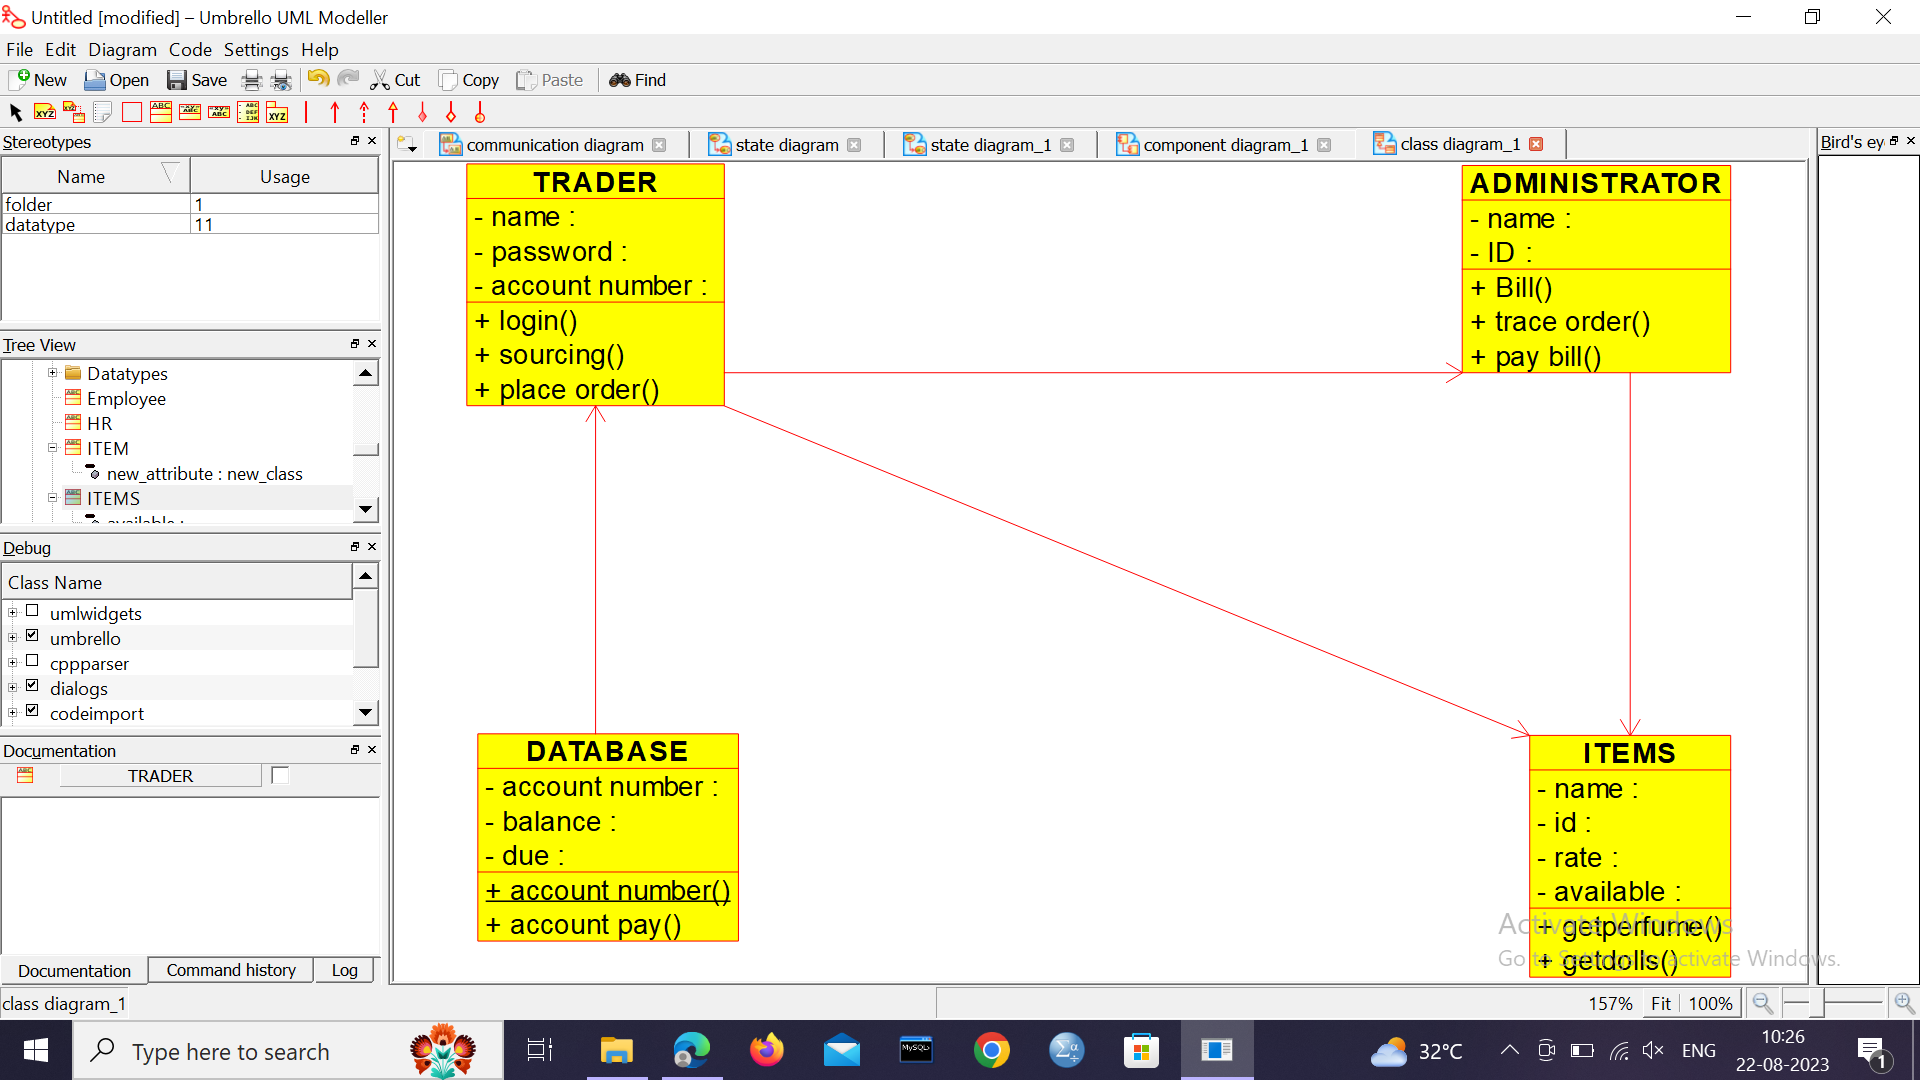 Untitled [modified] – Umbrello UML Modeller
File Edit Diagram Code Settings Help
New Open Save Cut Copy Paste Find
Stereotypes
Name Usage
folder 1
datatype 11
Tree View
Datatypes
Employee
HR
ITEM
new_attribute : new_class
ITEMS
available :
Debug
Class Name
umlwidgets
umbrello
cppparser
dialogs
codeimport
Documentation
TRADER
Documentation Command history Log
communication diagram state diagram state diagram_1 component diagram_1 class diagram_1
Bird's ey
TRADER
- name :
- password :
- account number :
+ login()
+ sourcing()
+ place order()
ADMINISTRATOR
- name :
- ID :
+ Bill()
+ trace order()
+ pay bill()
DATABASE
- account number :
- balance :
- due :
+ account number()
+ account pay()
ITEMS
- name :
- id :
- rate :
- available :
+ getperfume()
+ getdolls()
Activate Windows
Go to Settings to activate Windows.
class diagram_1 157% Fit 100%
Type here to search
MySQL
32°C ENG
10:26
22-08-2023
1